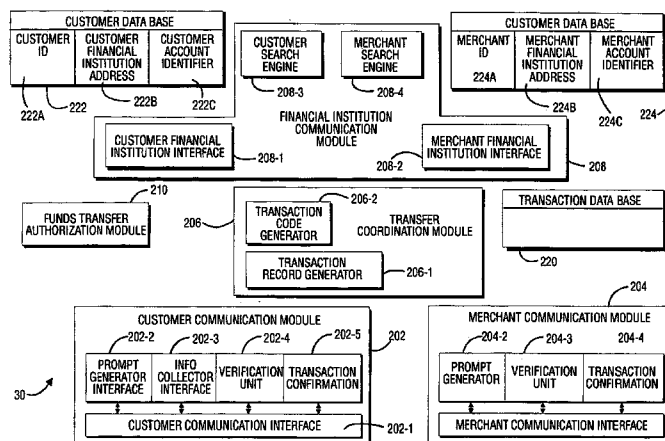 CUSTOMER DATA BASE
CUSTOMER
ID
CUSTOMER
FINANCIAL
INSTITUTION
ADDRESS
CUSTOMER
ACCOUNT
IDENTIFIER
222A
222
222B
222C
CUSTOMER
SEARCH
ENGINE
208-3
MERCHANT
SEARCH
ENGINE
208-4
FINANCIAL INSTITUTION
COMMUNICATION
MODULE
CUSTOMER DATA BASE
MERCHANT
ID
224A
MERCHANT
FINANCIAL
INSTITUTION
ADDRESS
224B
MERCHANT
ACCOUNT
IDENTIFIER
224C
224
CUSTOMER FINANCIAL
INSTITUTION INTERFACE
208-1
208-2
MERCHANT FINANCIAL
INSTITUTION INTERFACE
208
210
FUNDS TRANSFER
AUTHORIZATION MODULE
206
206-2
TRANSACTION
CODE
GENERATOR
TRANSFER
COORDINATION MODULE
TRANSACTION
RECORD GENERATOR
206-1
TRANSACTION DATA BASE
220
CUSTOMER COMMUNICATION MODULE
202-2
202-3
202-4
202-5
202
PROMPT
GENERATOR
INTERFACE
INFO
COLLECTOR
INTERFACE
VERIFICATION
UNIT
TRANSACTION
CONFIRMATION
CUSTOMER COMMUNICATION INTERFACE
202-1
30
204
MERCHANT COMMUNICATION MODULE
204-2
204-3
204-4
PROMPT
GENERATOR
VERIFICATION
UNIT
TRANSACTION
CONFIRMATION
MERCHANT COMMUNICATION INTERFACE